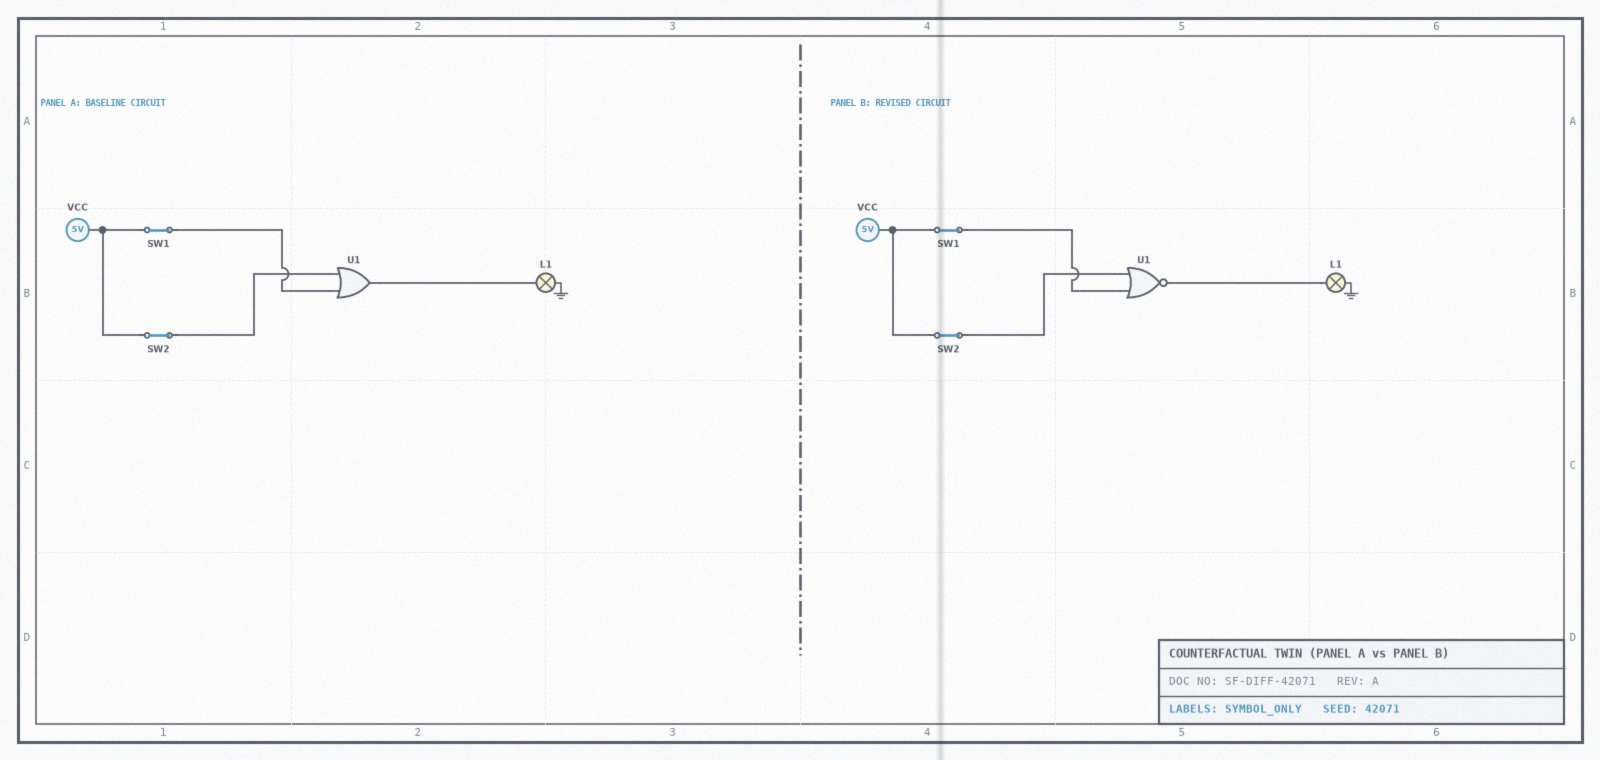 1 2 3 4 5 6
PANEL A: BASELINE CIRCUIT
PANEL B: REVISED CIRCUIT
A A
VCC
VCC
5V
5V
SW1
SW1
U1
U1
L1
L1
B B
SW2
SW2
C C
D D
COUNTERFACTUAL TWIN (PANEL A vs PANEL B)
DOC NO: SF-DIFF-42071 REV: A
LABELS: SYMBOL_ONLY SEED: 42071
1 2 3 4 5 6